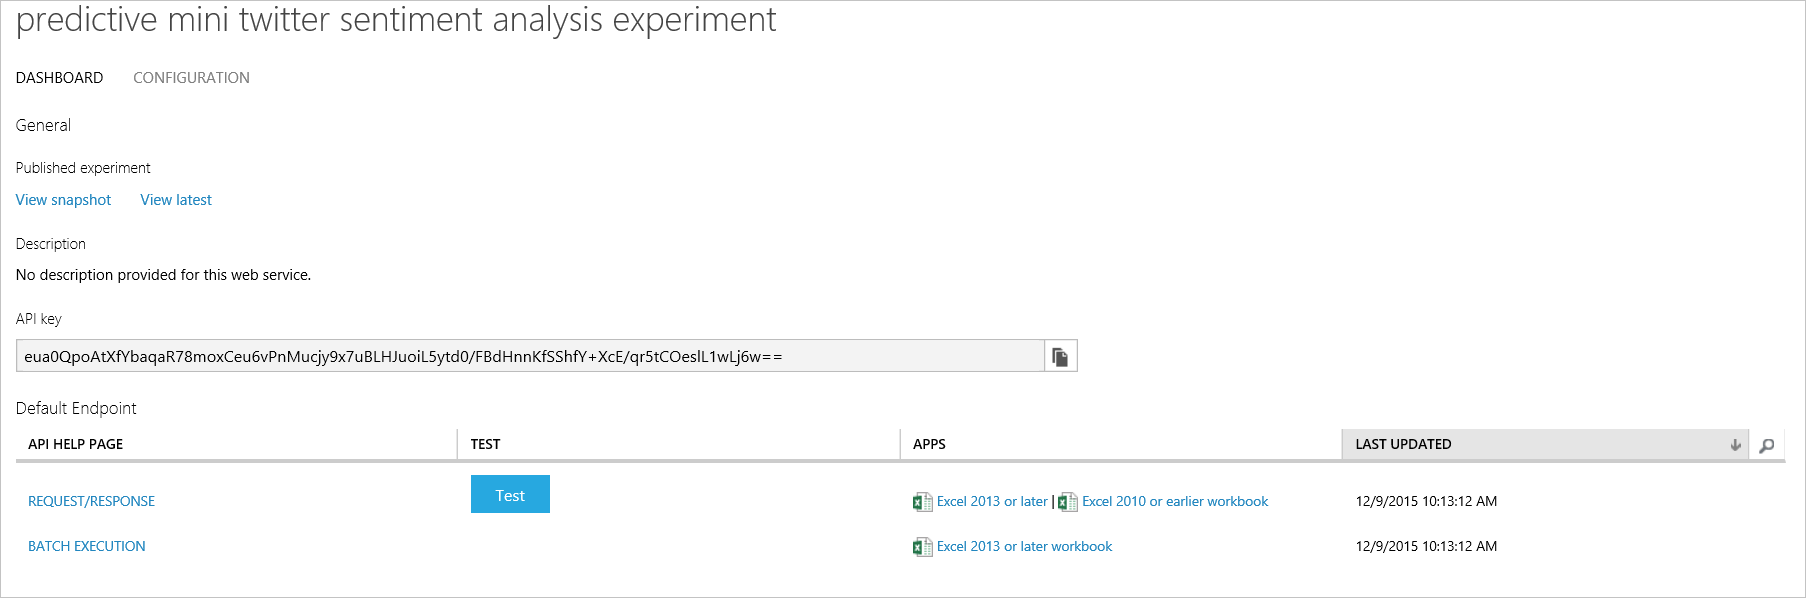 predictive mini twitter sentiment analysis experiment
DASHBOARD CONFIGURATION
General
Published experiment
View snapshot View latest
Description
No description provided for this web service.
API key
eua0QpoAtXfYbaqaR78moxCeu6vPnMucjy9x7uBLHJuoiL5ytd0/FBdHnnKfSShfY+XcE/qr5tCOeslL1wLj6w==
Default Endpoint
API HELP PAGE TEST APPS LAST UPDATED
REQUEST/RESPONSE Test Excel 2013 or later | Excel 2010 or earlier workbook 12/9/2015 10:13:12 AM
BATCH EXECUTION Excel 2013 or later workbook 12/9/2015 10:13:12 AM